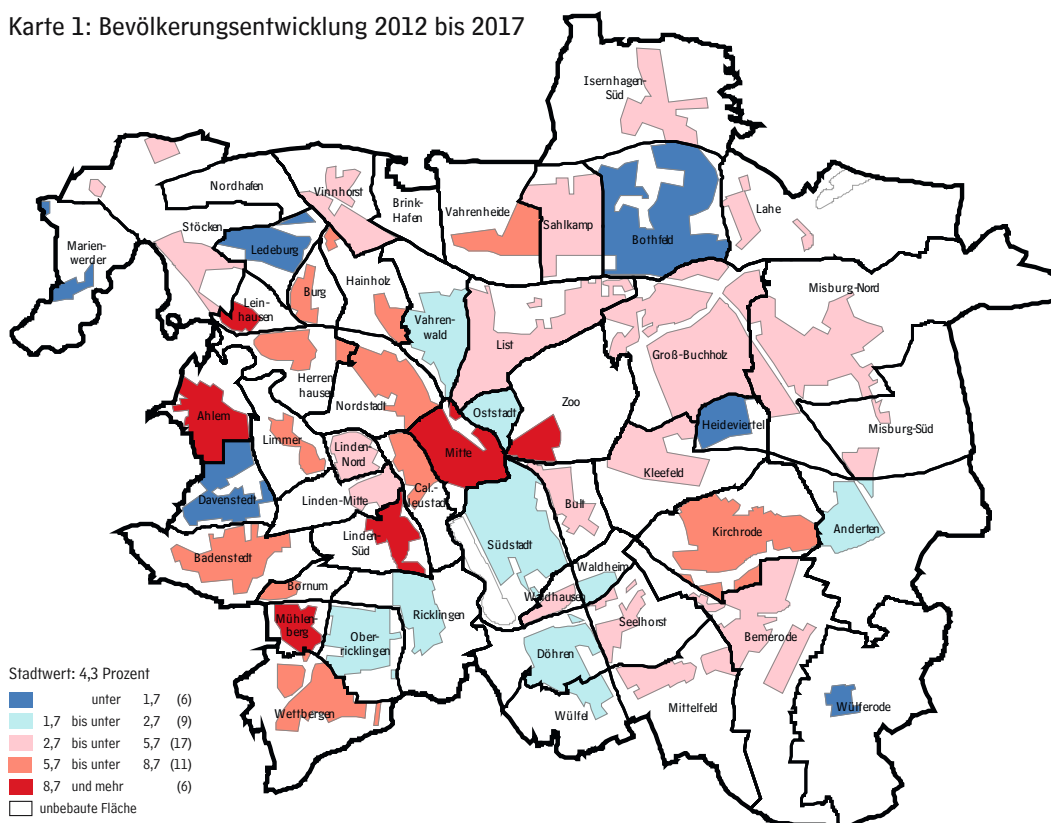 Karte 1: Bevölkerungsentwicklung 2012 bis 2017
Isernhagen-
Süd
Nordhafen
Vinnhorst
Brink-
Hafen
Vahrenheide
Sahlkamp
Bothfeld
Lahe
Stöcken
Marien-
werder
Ledeburg
Hainholz
Burg
Lein-
hausen
Vahren-
wald
List
Misburg-Nord
Groß-Buchholz
Herren
hausen
Nordstadt
Oststadt
Zoo
Ahlem
Limmer
Linden-
Nord
Mitte
Heideviertel
Misburg-Süd
Kleefeld
Davenstedt
Linden-Mitte
Cal.-
Neustadt
Bult
Linden-
Süd
Südstadt
Kirchrode
Anderten
Badenstedt
Waldheim
Bornum
Waldhausen
Mühlen-
berg
Ober-
ricklingen
Ricklingen
Seelhorst
Bemerode
Döhren
Wettbergen
Wülfel
Mittelfeld
Wülferode
Stadtwert: 4,3 Prozent
unter 1,7 (6)
1,7 bis unter 2,7 (9)
2,7 bis unter 5,7 (17)
5,7 bis unter 8,7 (11)
8,7 und mehr (6)
unbebaute Fläche